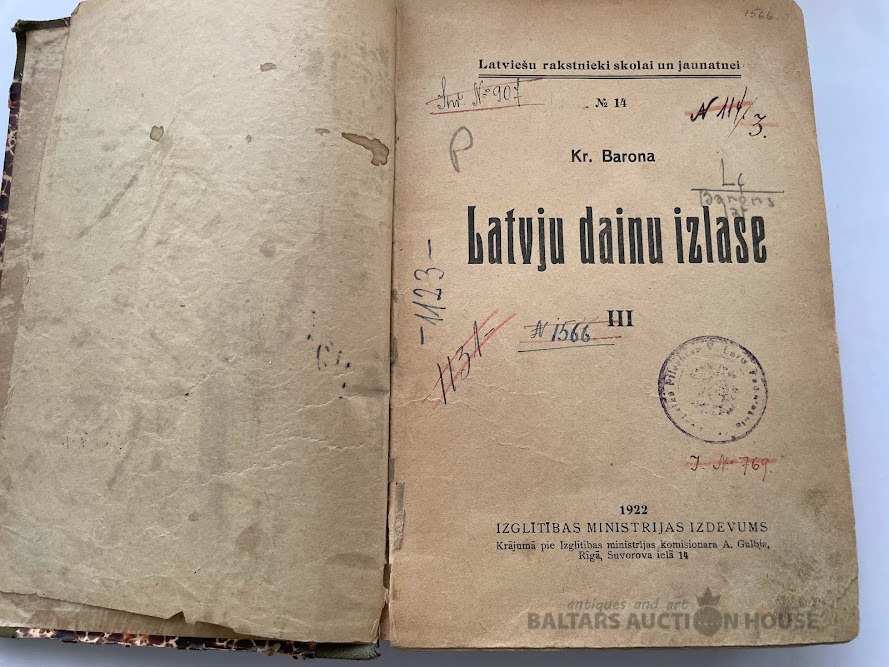 1566.
Latviešu rakstnieki skolai un jaunatnei
Inv. № 907
№ 14
N 114/3.
P
Kr. Barona
Latvju dainu izlase
-1123-
III
N 1566
1131-
I. № 769.
1922
IZGLĪTĪBAS MINISTRIJAS IZDEVUMS
Krājumā pie Izglītības ministrijas komisionara A. Gulbja,
Rīgā, Suvorova ielā 14
antiques and art
BALTARS AUCTION HOUSE